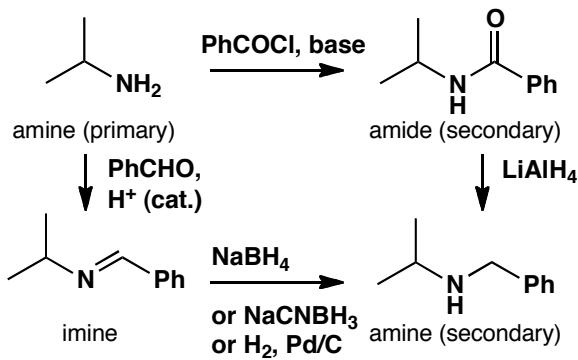 PhCOCl, base
NH₂
amine (primary)
O
N
H
Ph
amide (secondary)
PhCHO,
H⁺ (cat.)
LiAlH₄
N
Ph
imine
NaBH₄
or NaCNBH₃
or H₂, Pd/C
N
H
Ph
amine (secondary)